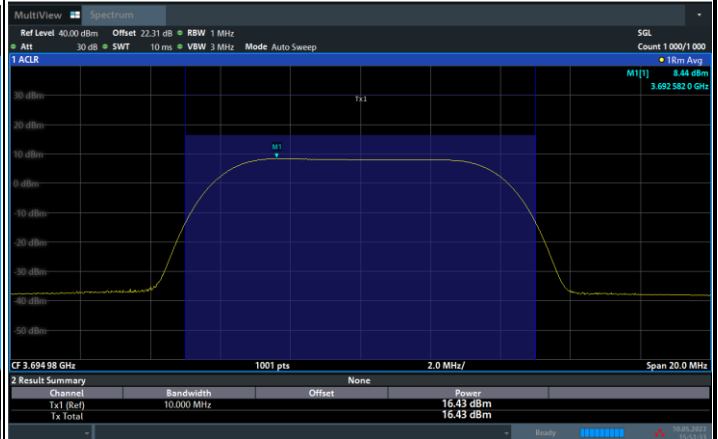 MultiView Spectrum
Ref Level 40.00 dBm Offset 22.31 dB RBW 1 MHz SGL
Att 30 dB SWT 10 ms VBW 3 MHz Mode Auto Sweep Count 1 000/1 000
1 ACLR 1Rm Avg
M1[1] 8.44 dBm
3.692 582 0 GHz
30 dBm
Tx1
20 dBm
M1
10 dBm
0 dBm
-10 dBm
-20 dBm
-30 dBm
-40 dBm
-50 dBm
CF 3.694 98 GHz 1001 pts 2.0 MHz/ Span 20.0 MHz
2 Result Summary None
Channel Bandwidth Offset Power
Tx1 (Ref) 10.000 MHz 16.43 dBm
Tx Total 16.43 dBm
Ready 10.05.2021